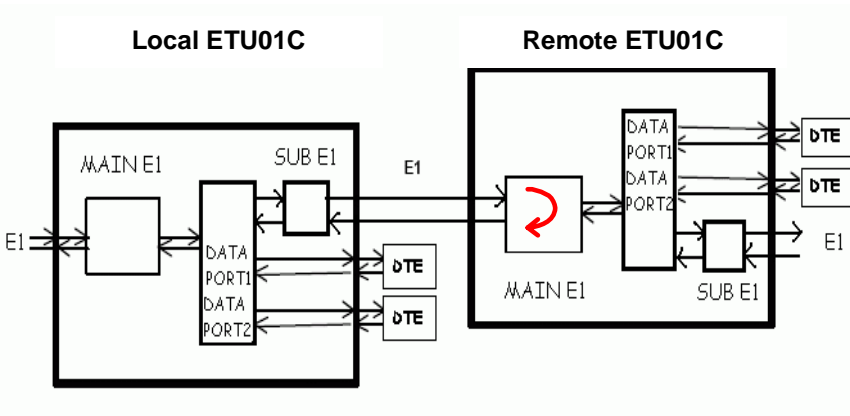 Local ETU01C
Remote ETU01C
MAIN E1
SUB E1
E1
E1
DATA
PORT1
DATA
PORT2
DTE
DTE
DATA
PORT1
DATA
PORT2
DTE
DTE
MAIN E1
SUB E1
E1